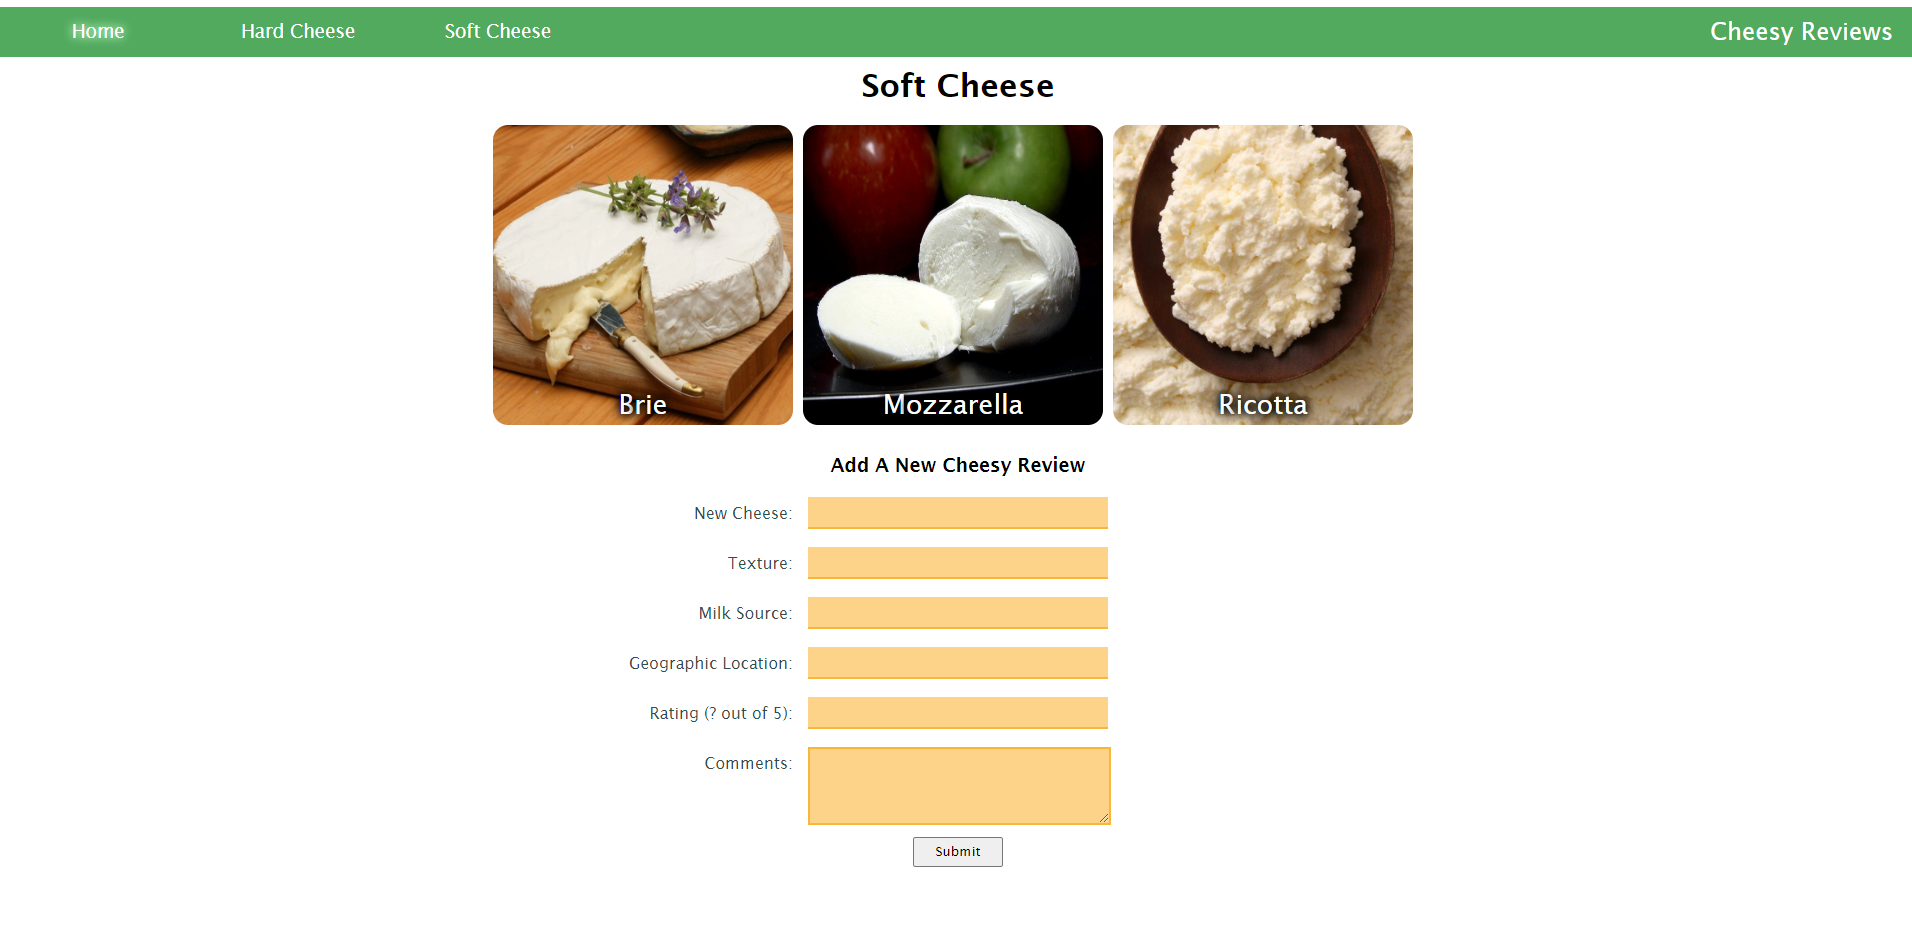 Home Hard Cheese Soft Cheese Cheesy Reviews
Soft Cheese
Brie Mozzarella Ricotta
Add A New Cheesy Review
New Cheese:
Texture:
Milk Source:
Geographic Location:
Rating (? out of 5):
Comments:
Submit